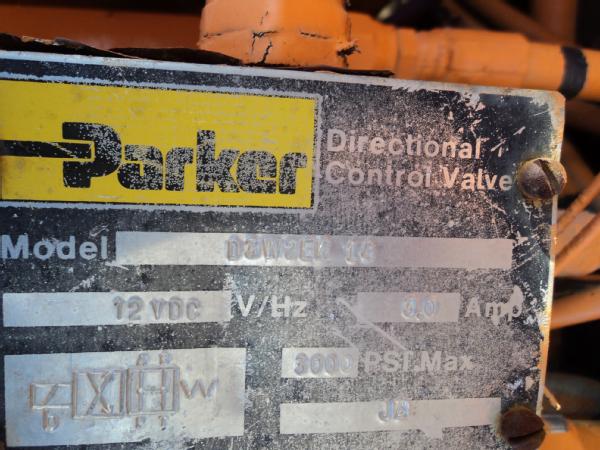 Parker
Directional
Control Valve
Model
12 VDC V/Hz Amp
3000 PSI Max